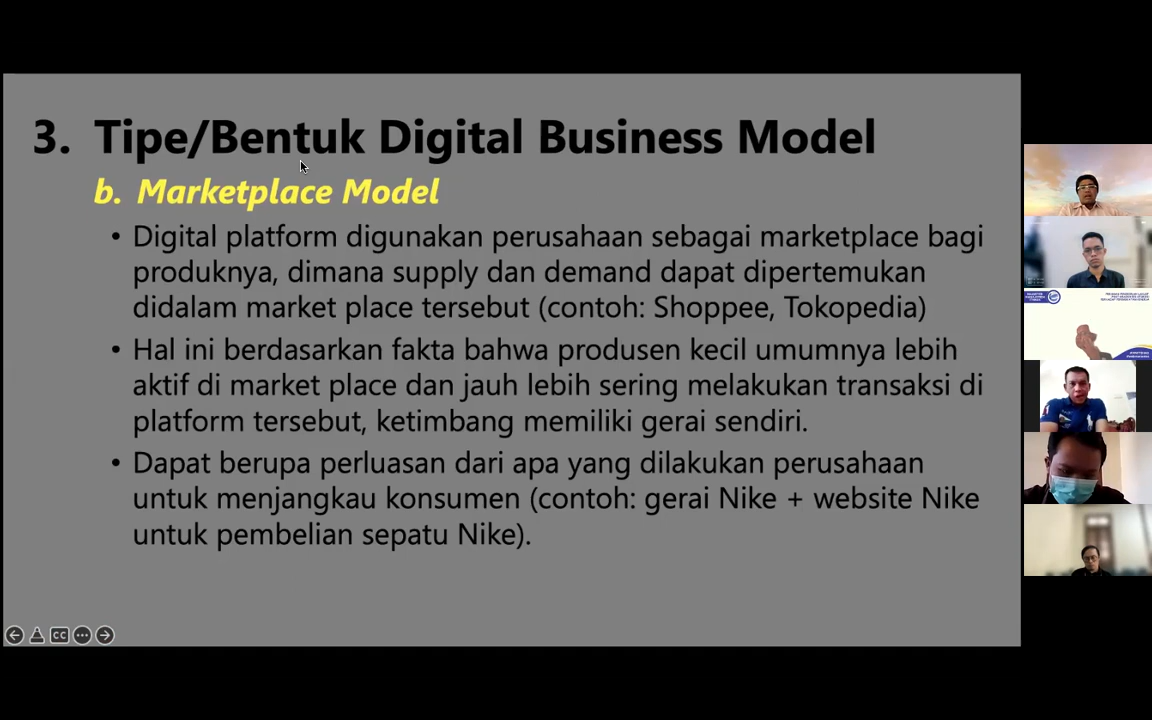 3. Tipe/Bentuk Digital Business Model
b. Marketplace Model
• Digital platform digunakan perusahaan sebagai marketplace bagi
produknya, dimana supply dan demand dapat dipertemukan
didalam market place tersebut (contoh: Shoppee, Tokopedia)
• Hal ini berdasarkan fakta bahwa produsen kecil umumnya lebih
aktif di market place dan jauh lebih sering melakukan transaksi di
platform tersebut, ketimbang memiliki gerai sendiri.
• Dapat berupa perluasan dari apa yang dilakukan perusahaan
untuk menjangkau konsumen (contoh: gerai Nike + website Nike
untuk pembelian sepatu Nike).
CC